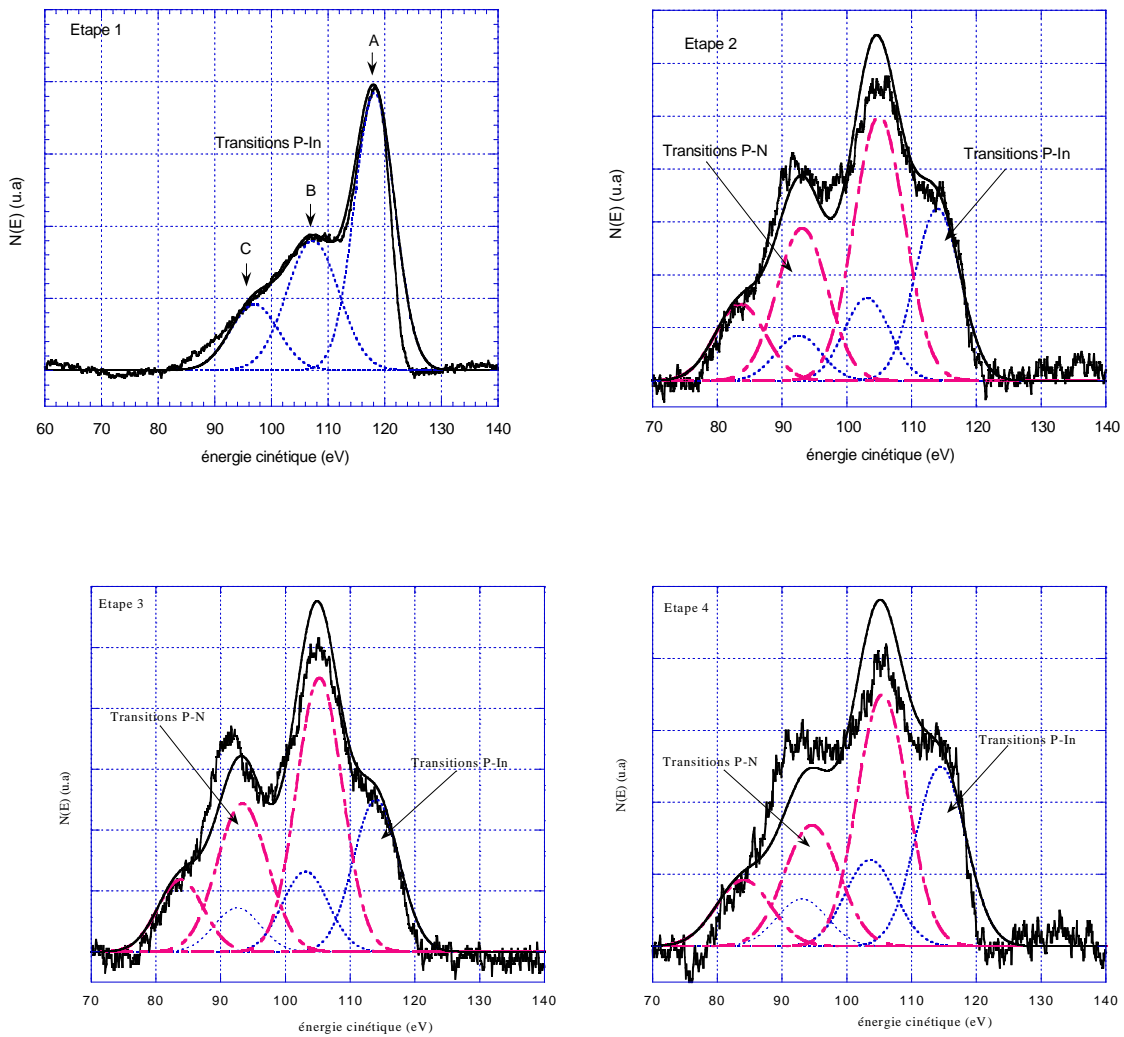 Etape 1
A
Transitions P-In
B
C
N(E) (u.a)
60 70 80 90 100 110 120 130 140
énergie cinétique (eV)
Etape 2
Transitions P-N
Transitions P-In
N(E) (u.a)
70 80 90 100 110 120 130 140
énergie cinétique (eV)
Etape 3
Transitions P-N
Transitions P-In
N(E) (u.a)
70 80 90 100 110 120 130 140
énergie cinétique (eV)
Etape 4
Transitions P-N
Transitions P-In
N(E) (u.a)
70 80 90 100 110 120 130 140
énergie cinétique (eV)